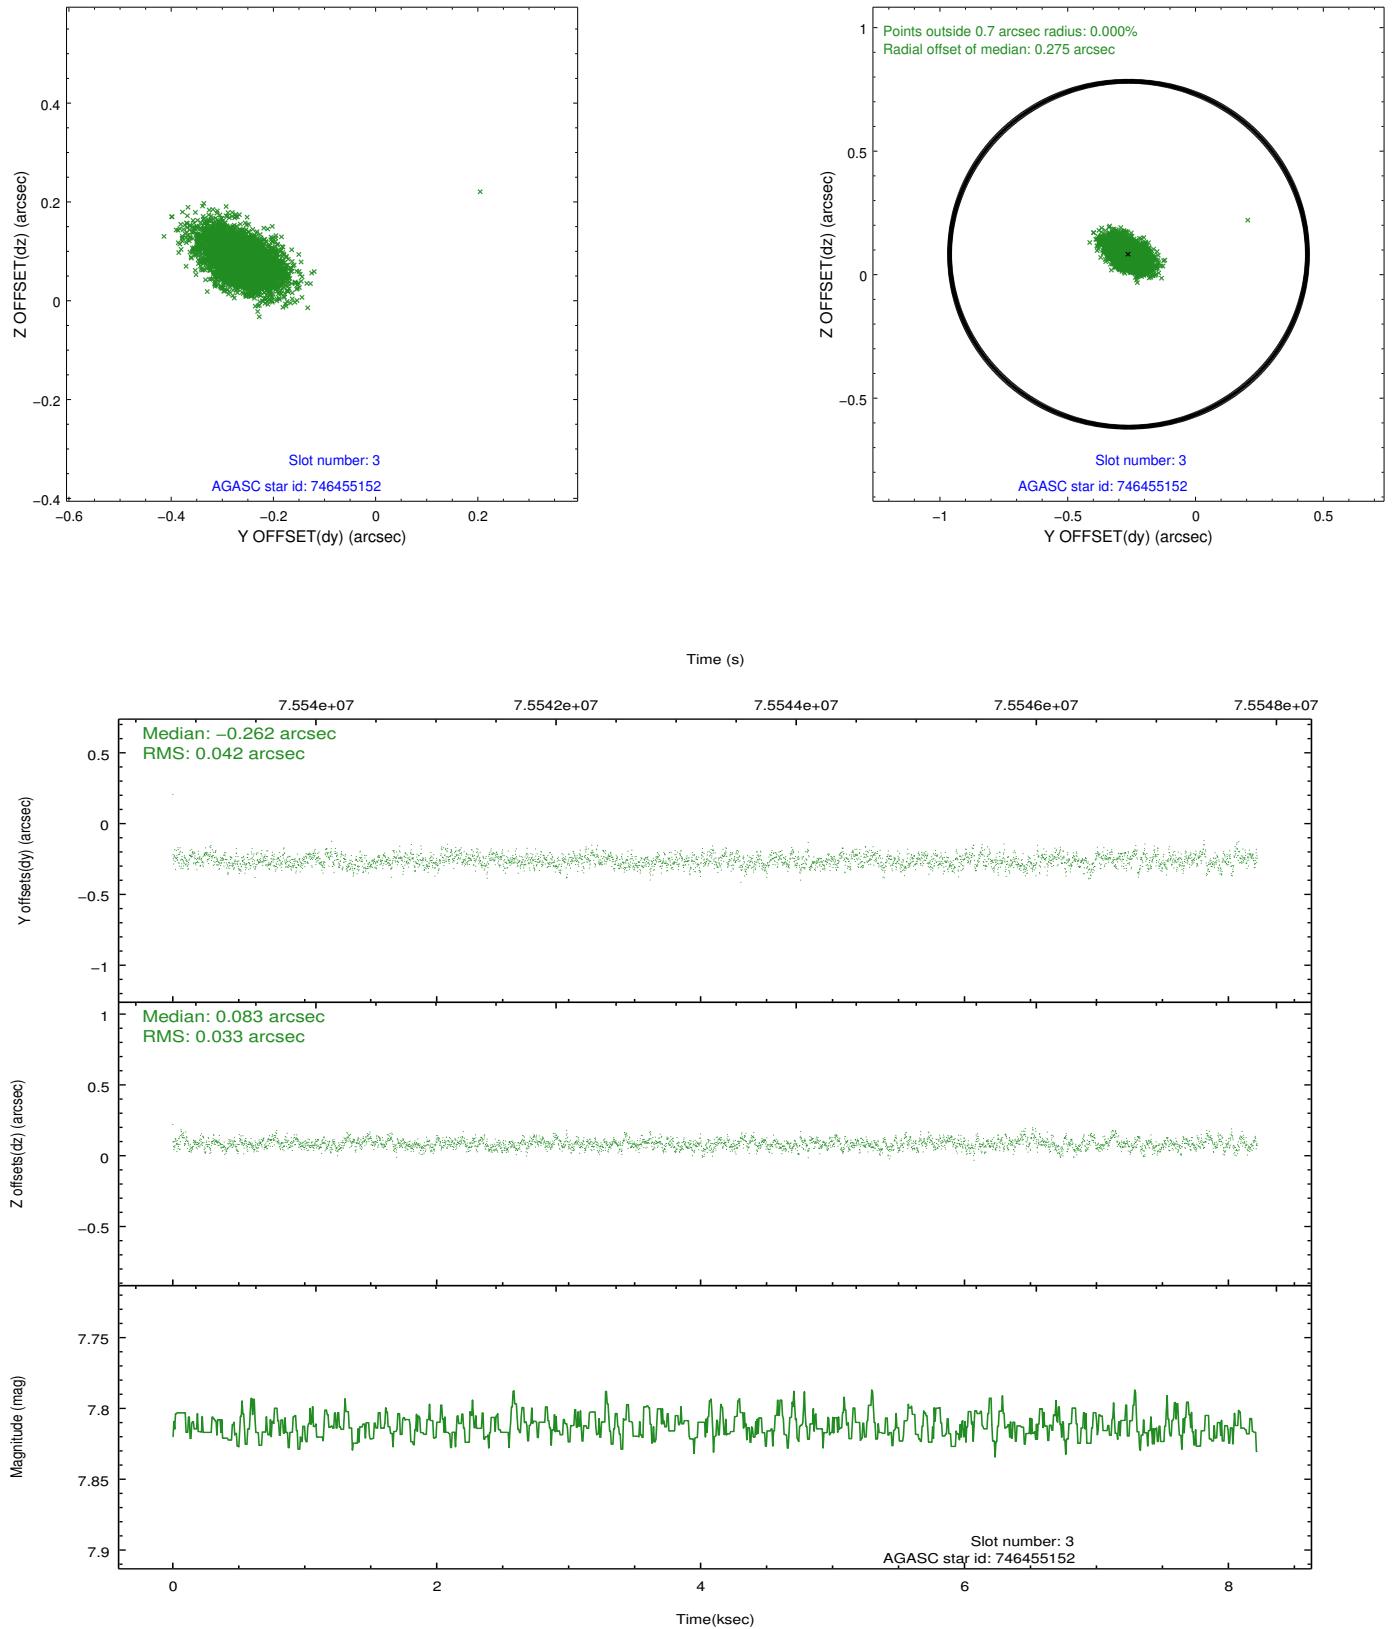 0.4
0.2
0
−0.2
−0.4
Z OFFSET(dz) (arcsec)
Slot number: 3
AGASC star id: 746455152
−0.6
−0.4
−0.2
0
0.2
Y OFFSET(dy) (arcsec)
Points outside 0.7 arcsec radius: 0.000%
Radial offset of median: 0.275 arcsec
1
0.5
0
−0.5
Z OFFSET(dz) (arcsec)
Slot number: 3
AGASC star id: 746455152
−1
−0.5
0
0.5
Y OFFSET(dy) (arcsec)
Time (s)
7.554e+07
7.5542e+07
7.5544e+07
7.5546e+07
7.5548e+07
Median: −0.262 arcsec
RMS: 0.042 arcsec
0.5
0
−0.5
−1
Y offsets(dy) (arcsec)
Median: 0.083 arcsec
RMS: 0.033 arcsec
1
0.5
0
−0.5
Z offsets(dz) (arcsec)
7.75
7.8
7.85
7.9
Magnitude (mag)
Slot number: 3
AGASC star id: 746455152
0
2
4
6
8
Time(ksec)